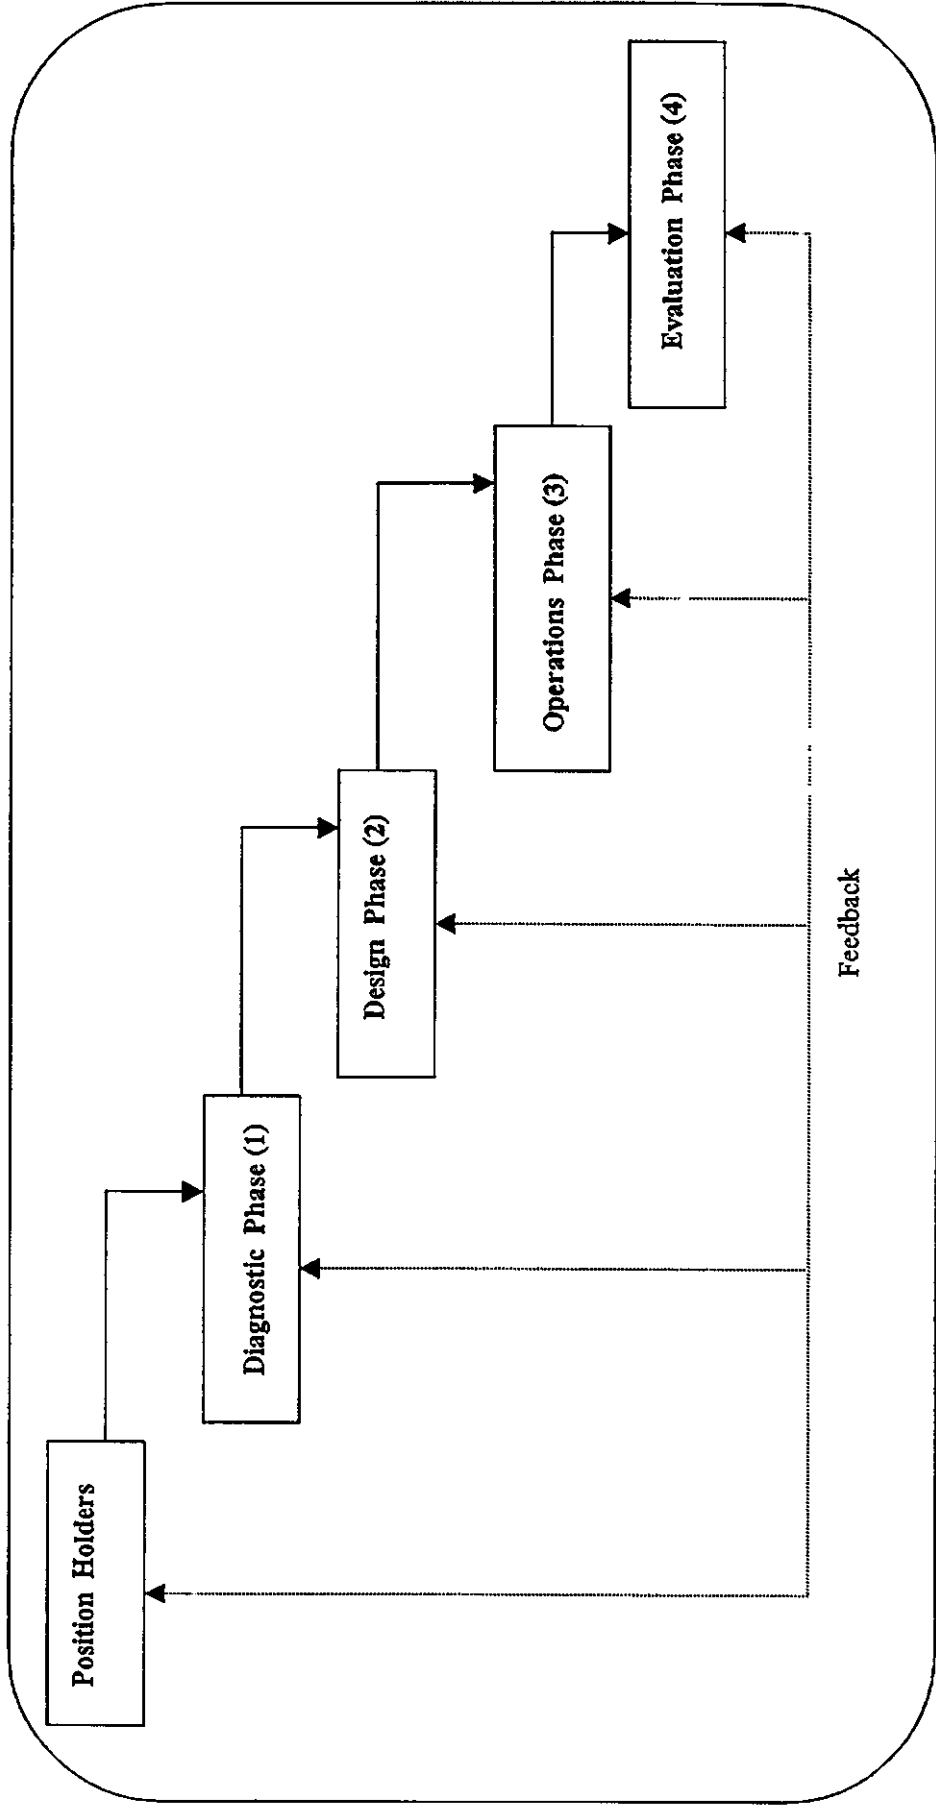 Position Holders
Diagnostic Phase (1)
Design Phase (2)
Operations Phase (3)
Evaluation Phase (4)
Feedback